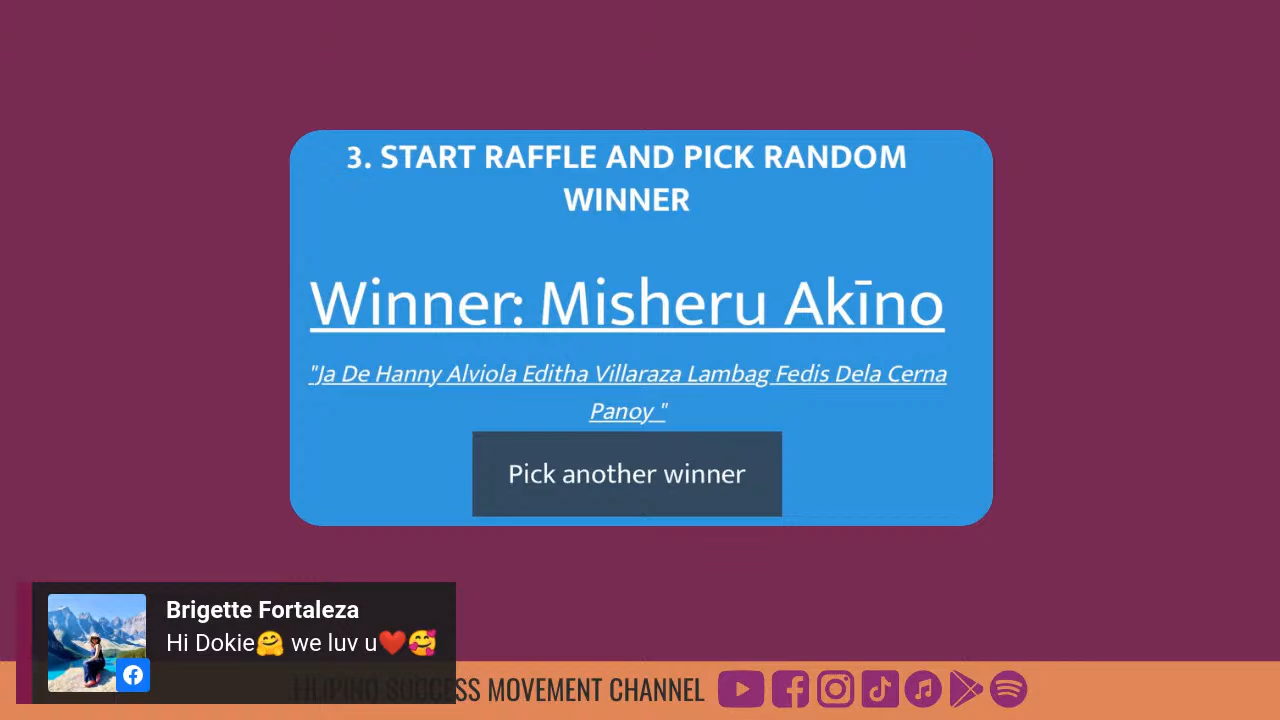 3. START RAFFLE AND PICK RANDOM
WINNER
Winner: Misheru Akīno
"Ja De Hanny Alviola Editha Villaraza Lambag Fedis Dela Cerna
Panoy "
Pick another winner
Brigette Fortaleza
Hi Dokie🤗 we luv u❤️🥰
FILIPINO SUCCESS MOVEMENT CHANNEL